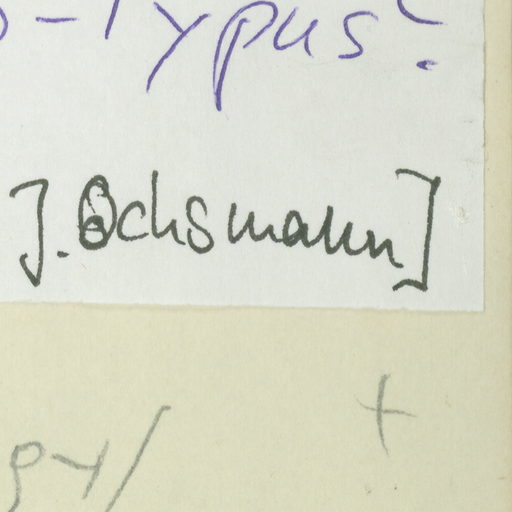 -Typus?
J. Ochsmann]
+